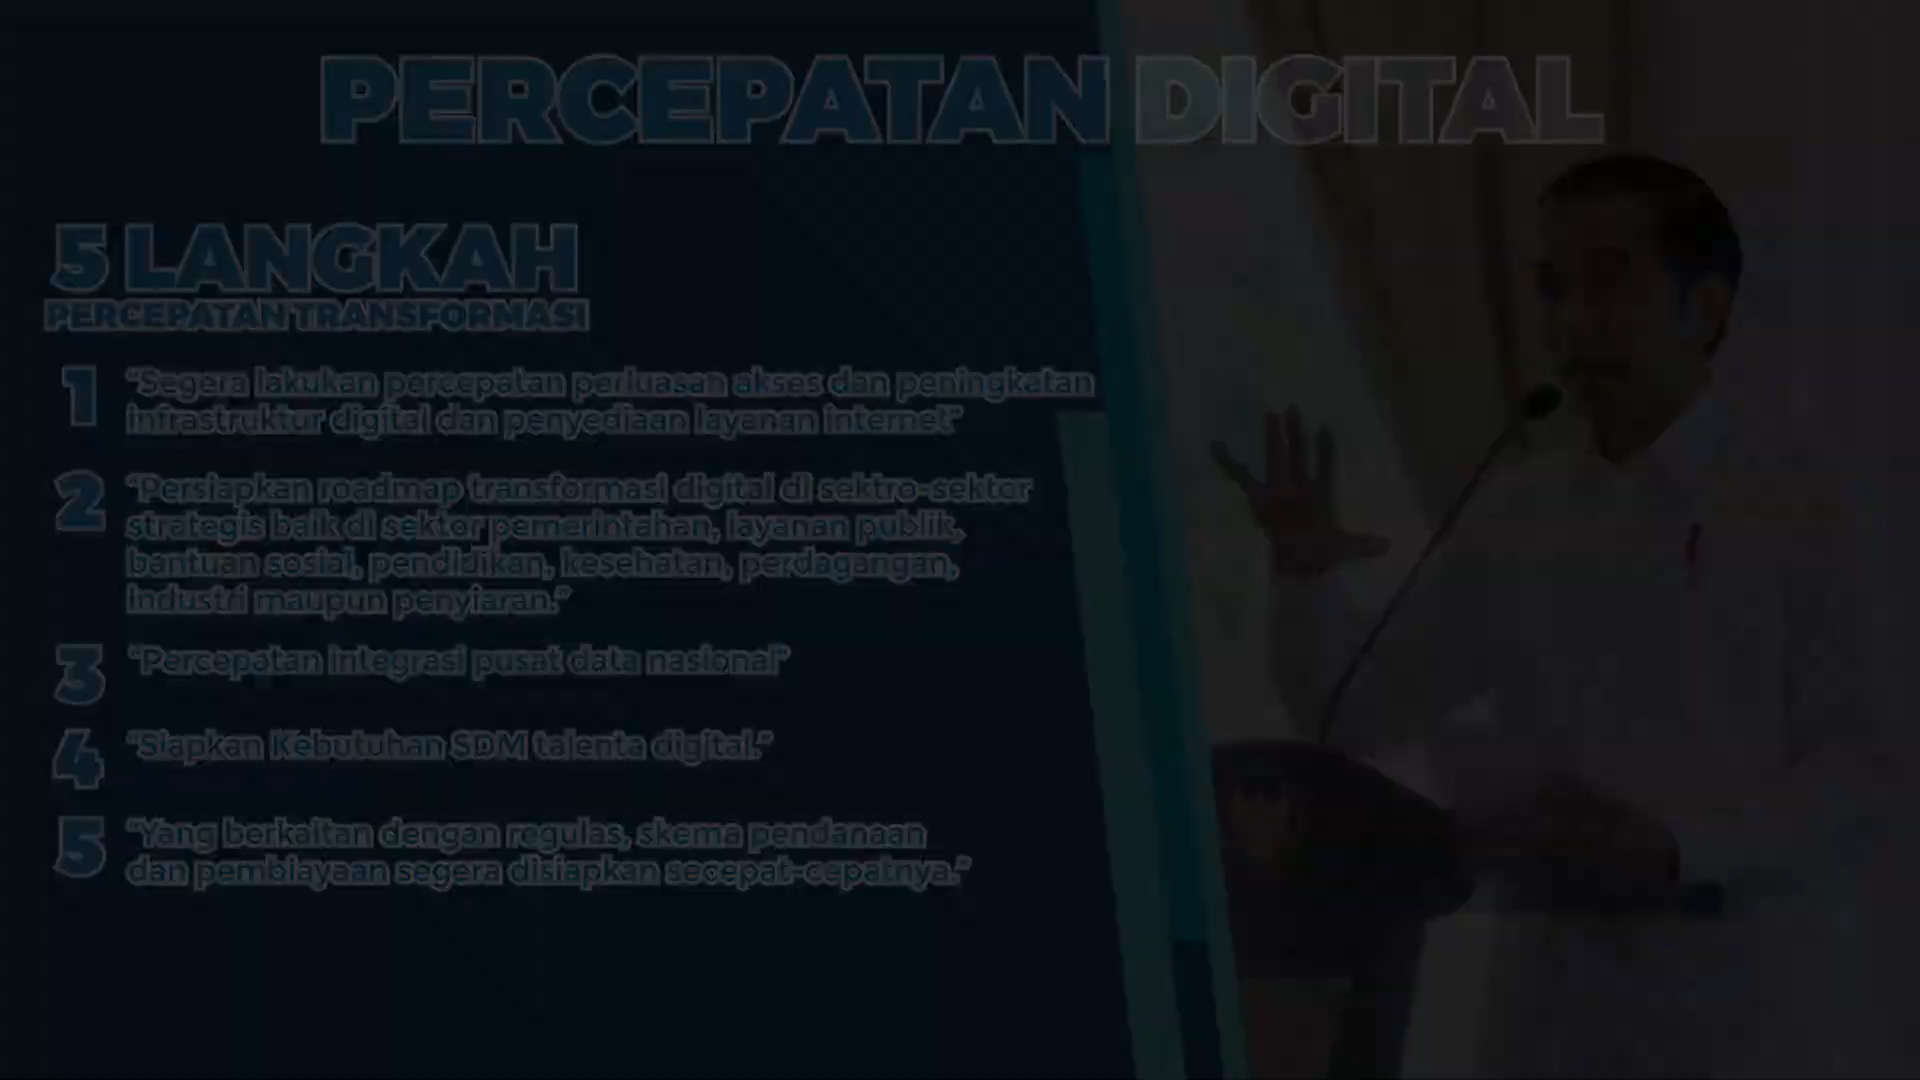 PERCEPATAN DIGITAL
5 LANGKAH
PERCEPATAN TRANSFORMASI
1 "Segera lakukan percepatan perluasan akses dan peningkatan
infrastruktur digital dan penyediaan layanan internet"
2 "Persiapkan roadmap transformasi digital di sektro-sektor
strategis baik di sektor pemerintahan, layanan publik,
bantuan sosial, pendidikan, kesehatan, perdagangan,
industri maupun penyiaran."
3 "Percepatan integrasi pusat data nasional"
4 "Siapkan Kebutuhan SDM talenta digital."
5 "Yang berkaitan dengan regulas, skema pendanaan
dan pembiayaan segera disiapkan secepat-cepatnya."